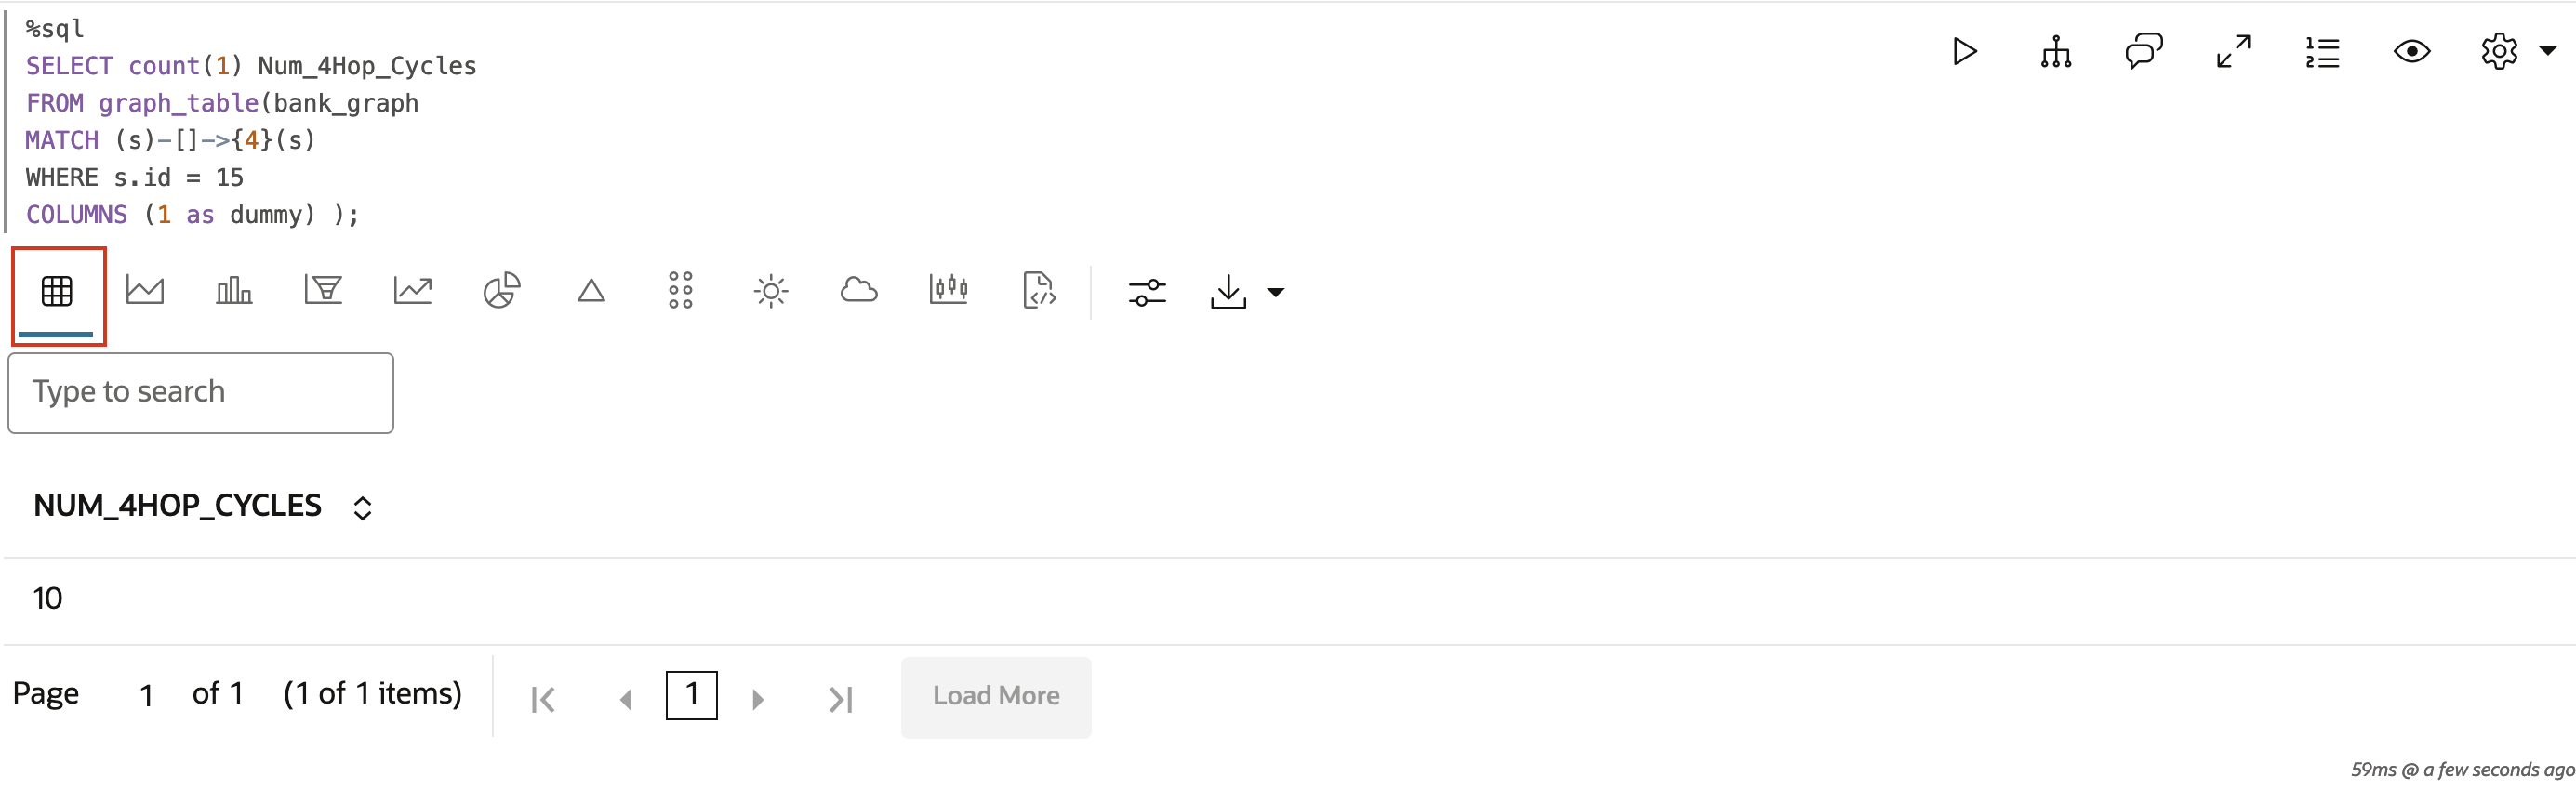 %sql
SELECT count(1) Num_4Hop_Cycles
FROM graph_table(bank_graph
MATCH (s)-[]->{4}(s)
WHERE s.id = 15
COLUMNS (1 as dummy) );
Type to search
NUM_4HOP_CYCLES
10
Page 1 of 1 (1 of 1 items) 1 Load More
59ms @ a few seconds ago